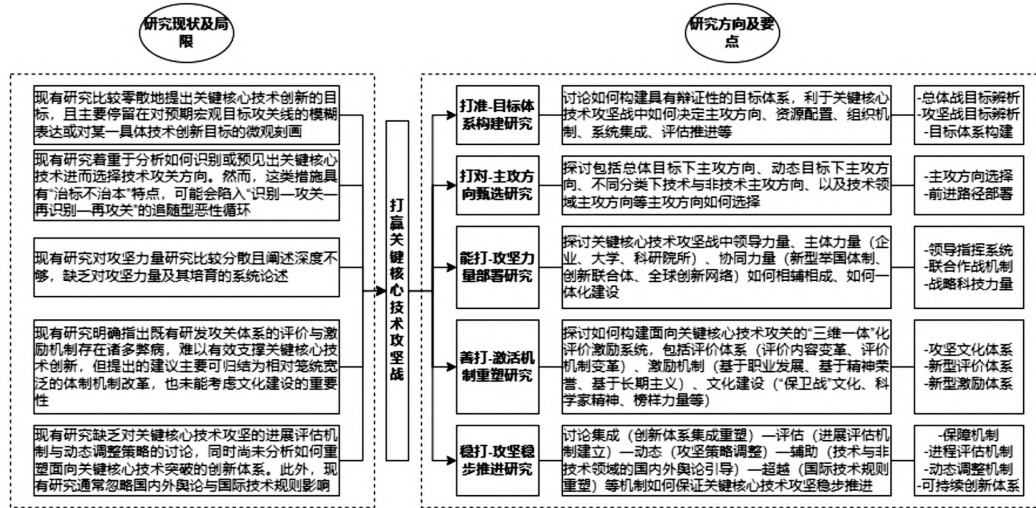 研究现状及局
限
研究方向及要
点
现有研究比较零散地提出关键核心技术创新的目
标，且主要停留在对预期宏观目标攻关线的模糊
表达或对某一具体技术创新目标的微观刻画
现有研究着重于分析如何识别或预见出关键核心
技术进而选择技术攻关方向。然而，这类措施具
有“治标不治本”特点，可能会陷入“识别—攻关—
再识别—再攻关”的追随型恶性循环
现有研究对攻坚力量研究比较分散且阐述深度不
够，缺乏对攻坚力量及其培育的系统论述
现有研究明确指出既有研发攻关体系的评价与激
励机制存在诸多弊病，难以有效支撑关键核心技
术创新，但提出的建议主要可归结为相对笼统宽
泛的体制机制改革，也未能考虑文化建设的重要
性
现有研究缺乏对关键核心技术攻坚的进展评估机
制与动态调整策略的讨论，同时尚未分析如何重
塑面向关键核心技术突破的创新体系。此外，现
有研究通常忽略国内外舆论与国际技术规则影响
打赢关键核心技术攻坚战
打准-目标体
系构建研究
讨论如何构建具有辩证性的目标体系，利于关键核心
技术攻坚战中如何决定主攻方向、资源配置、组织机
制、系统集成、评估推进等
-总体战目标辨析
-攻坚战目标辨析
-目标体系构建
打对-主攻方
向甄选研究
探讨包括总体目标下主攻方向、动态目标下主攻方
向、不同分类下技术与非技术主攻方向、以及技术领
域主攻方向等主攻方向如何选择
-主攻方向选择
-前进路径部署
能打-攻坚力
量部署研究
探讨关键核心技术攻坚战中领导力量、主体力量（企
业、大学、科研院所）、协同力量（新型举国体制、
创新联合体、全球创新网络）如何相辅相成、如何一
体化建设
-领导指挥系统
-联合作战机制
-战略科技力量
善打-激活机
制重塑研究
探讨如何构建面向关键核心技术攻关的“三维一体”化
评价激励系统，包括评价体系（评价内容变革、评价
机制变革）、激励机制（基于职业发展、基于精神荣
誉、基于长期主义）、文化建设（“保卫战”文化、科
学家精神、榜样力量等）
-攻坚文化体系
-新型评价体系
-新型激励体系
稳打-攻坚稳
步推进研究
讨论集成（创新体系集成重塑）—评估（进展评估机
制建立）—动态（攻坚策略调整）—辅助（技术与非
技术领域的国内外舆论引导）—超越（国际技术规则
重塑）等机制如何保证关键核心技术攻坚稳步推进
-保障机制
-进程评估机制
-动态调整机制
-可持续创新体系